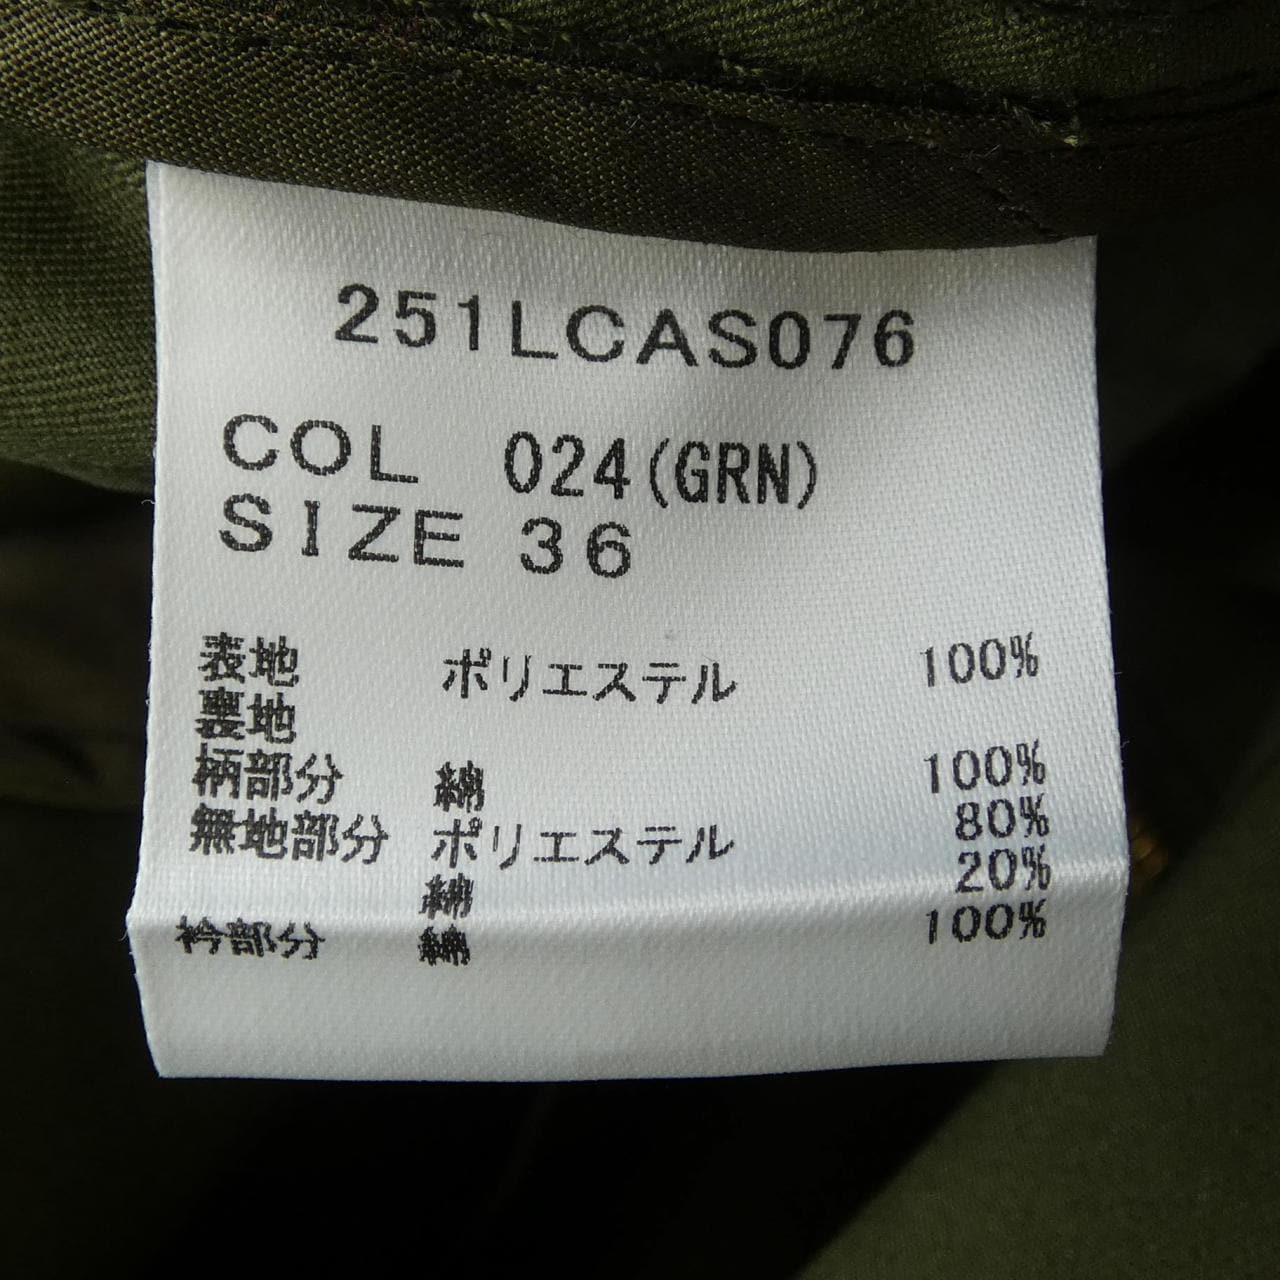 251LCAS076
COL 024(GRN)
SIZE 36
表地 ポリエステル 100%
裏地
柄部分 綿 100%
無地部分 ポリエステル 80%
綿 20%
衿部分 綿 100%